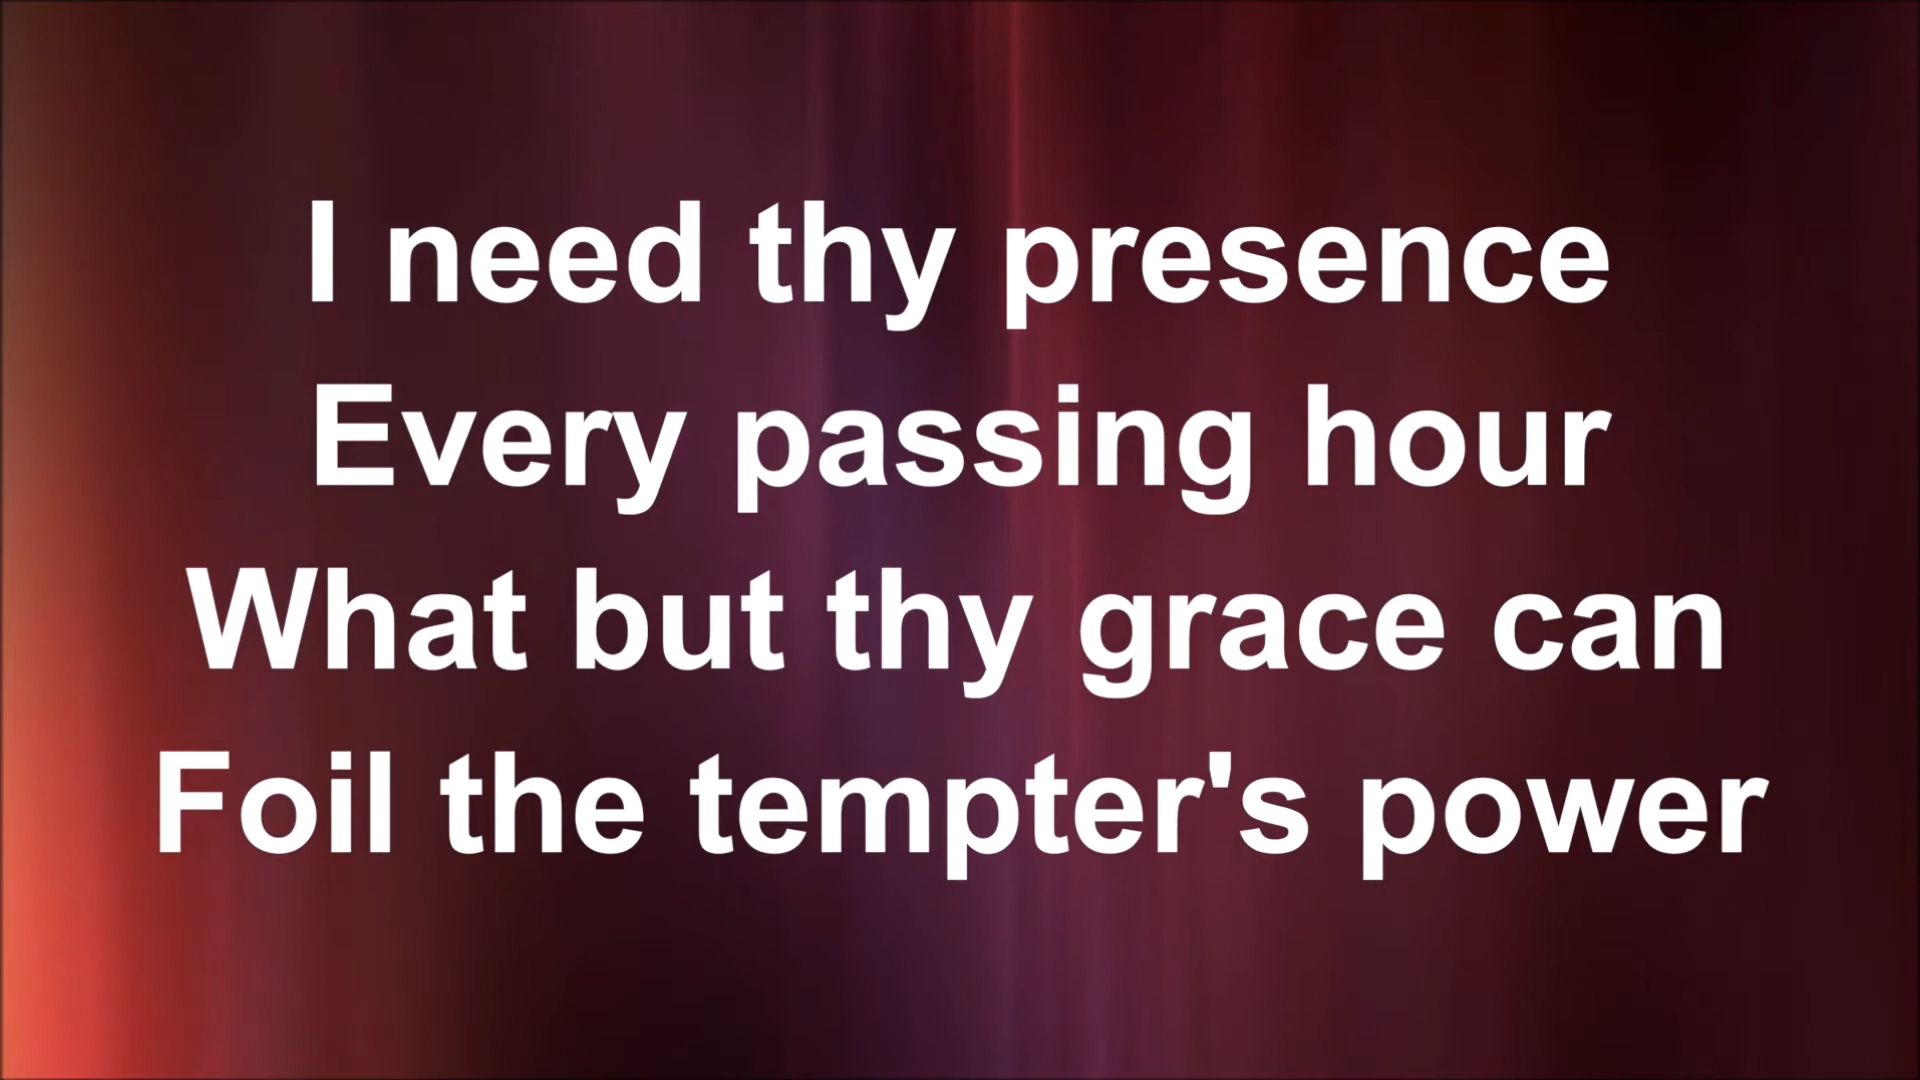 I need thy presence
Every passing hour
What but thy grace can
Foil the tempter's power